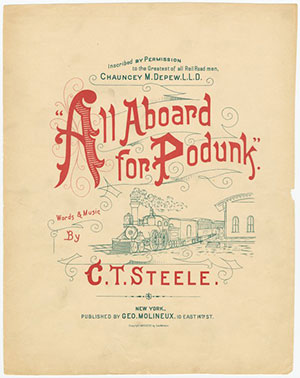 Inscribed BY PERMISSION
to the Greatest of all Rail Road men,
CHAUNCEY M. DEPEW, L.L.D.
"All Aboard
for Podunk".
Words & Music
By
C.T. STEELE.
NEW YORK,
PUBLISHED BY GEO. MOLINEUX. 10 EAST 14th ST.